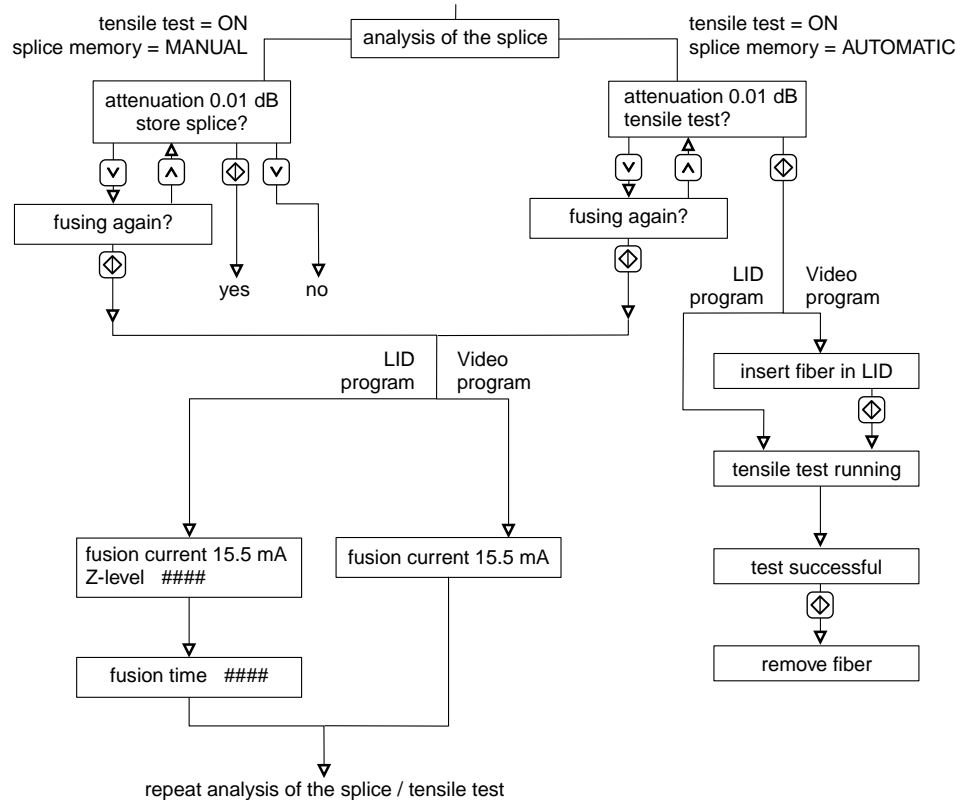 tensile test = ON
splice memory = MANUAL
analysis of the splice
tensile test = ON
splice memory = AUTOMATIC
attenuation 0.01 dB
store splice?
attenuation 0.01 dB
tensile test?
fusing again?
yes
no
fusing again?
LID
program
Video
program
insert fiber in LID
tensile test running
test successful
remove fiber
LID
program
Video
program
fusion current 15.5 mA
Z-level ####
fusion current 15.5 mA
fusion time ####
repeat analysis of the splice / tensile test